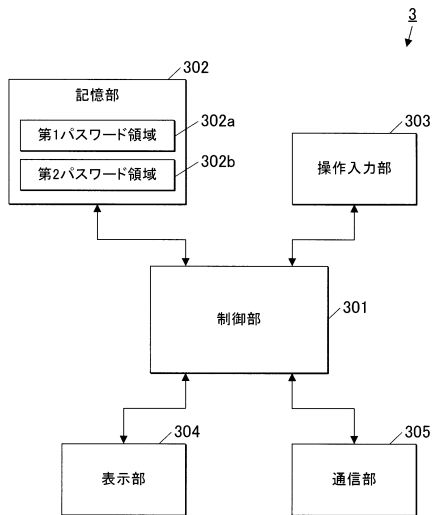 3
302
記憶部
第1パスワード領域
302a
第2パスワード領域
302b
303
操作入力部
制御部
301
304
表示部
305
通信部